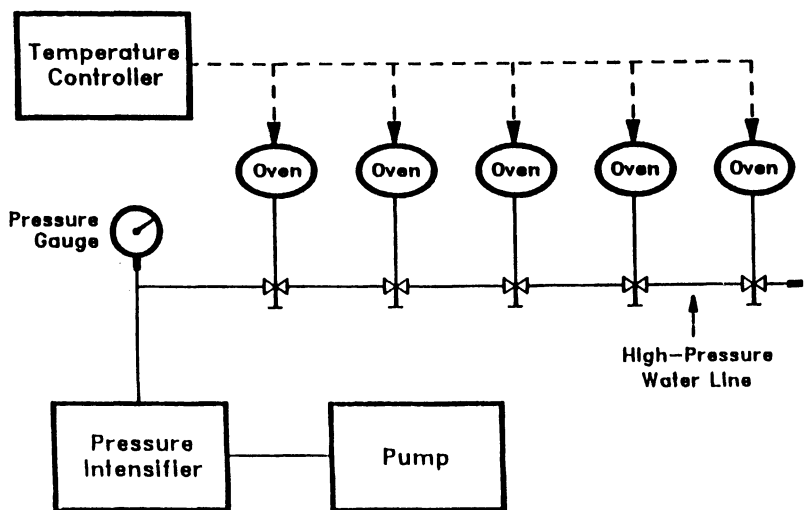 Temperature
Controller
Oven
Oven
Oven
Oven
Oven
Pressure
Gauge
High-Pressure
Water Line
Pressure
Intensifier
Pump